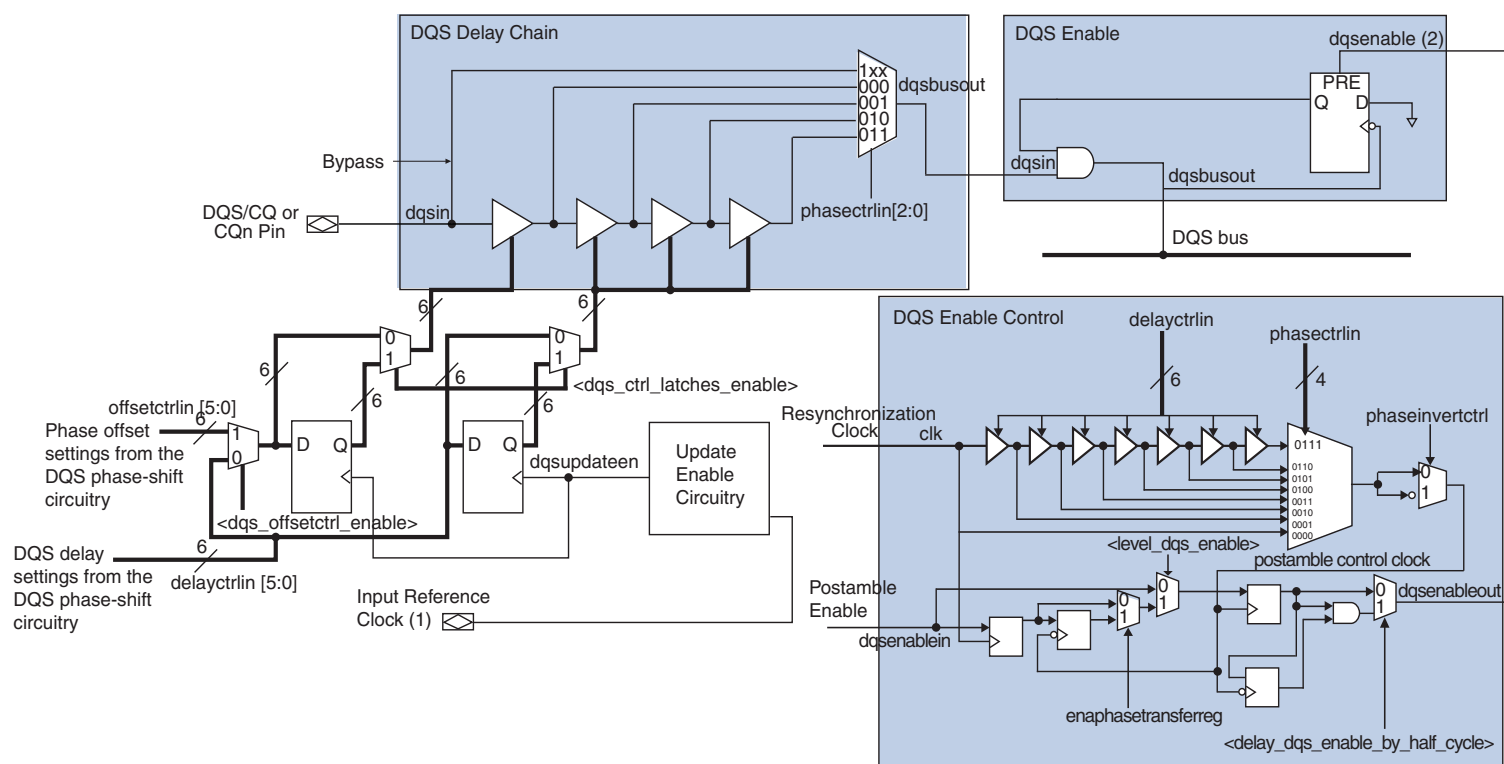 DQS Delay Chain
1xx
000
001
010
011
dqsbusout
Bypass
DQS/CQ or
CQn Pin
dqsin
phasectrlin[2:0]
DQS Enable
dqsenable (2)
PRE
Q D
dqsin
dqsbusout
DQS bus
6
6
0
1
0
1
6
6
6
6
<dqs_ctrl_latches_enable>
offsetctrlin [5:0]
6
Phase offset
settings from the
DQS phase-shift
circuitry
1
0
D Q
D Q
dqsupdateen
Update
Enable
Circuitry
<dqs_offsetctrl_enable>
DQS delay
settings from the
DQS phase-shift
circuitry
6
delayctrlin [5:0]
Input Reference
Clock (1)
DQS Enable Control
delayctrlin
6
phasectrlin
4
phaseinvertctrl
Resynchronization
Clock
clk
0111
0110
0101
0100
0011
0010
0001
0000
0
1
<level_dqs_enable>
postamble control clock
Postamble
Enable
dqsenablein
0
1
0
1
0
1
dqsenableout
enaphasetransferreg
<delay_dqs_enable_by_half_cycle>